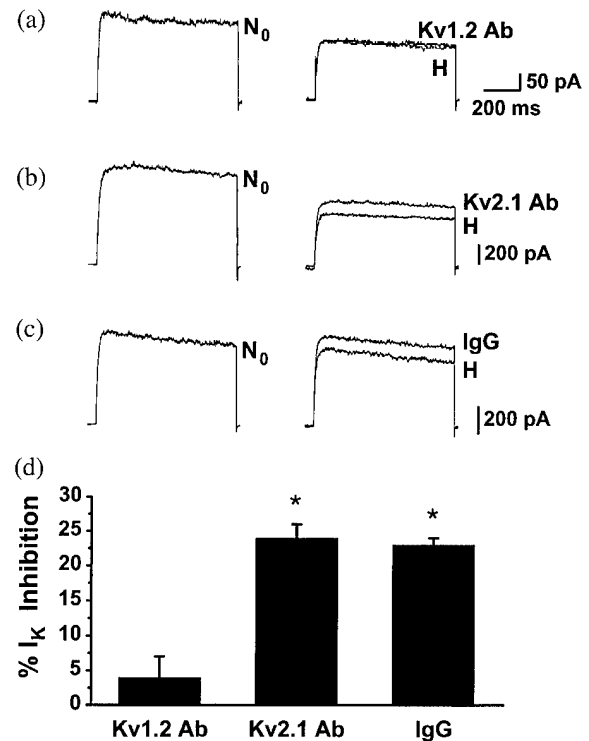 (a)
N0
Kv1.2 Ab
H
50 pA
200 ms
(b)
N0
Kv2.1 Ab
H
200 pA
(c)
N0
IgG
H
200 pA
(d)
% IK Inhibition
30
25
20
15
10
5
0
*
*
Kv1.2 Ab
Kv2.1 Ab
IgG